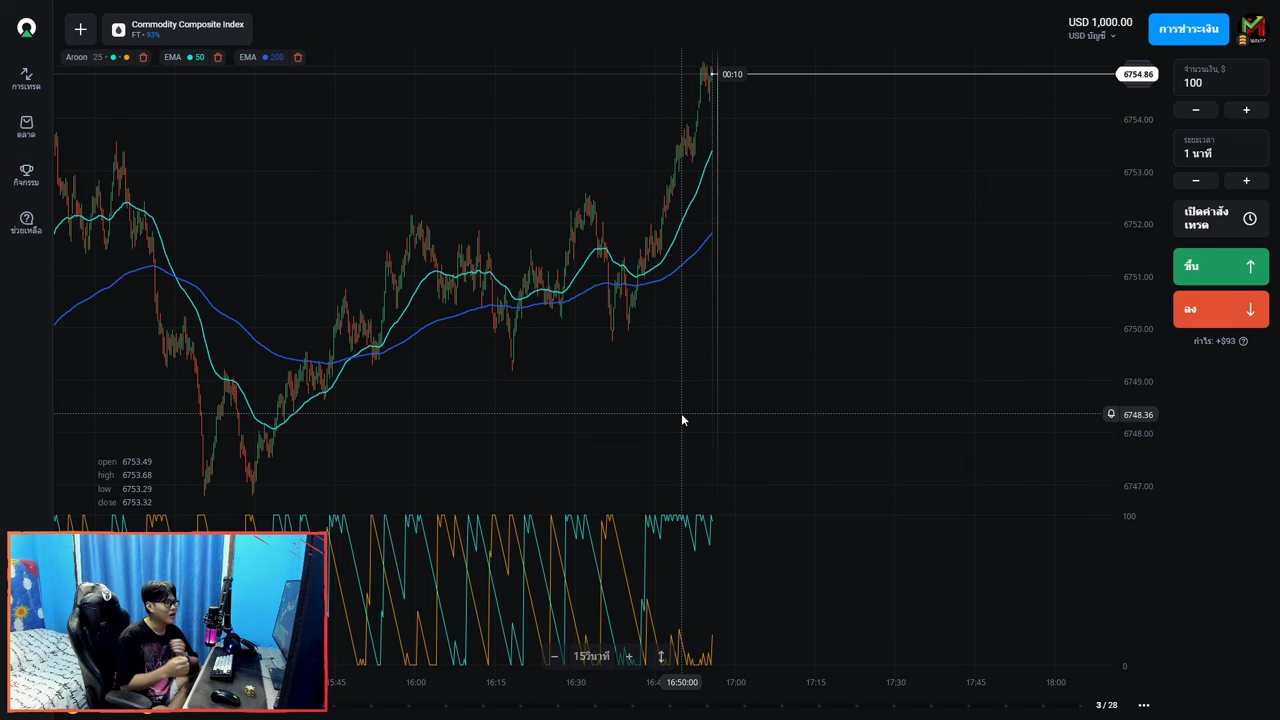 Commodity Composite Index
FT • 93%
USD 1,000.00
USD บัญชี
การชำระเงิน
Aroon 25
EMA 50
EMA 200
การเทรด
ตลาด
กิจกรรม
ช่วยเหลือ
00:10
6754.86
6754.00
6753.00
6752.00
6751.00
6750.00
6749.00
6748.36
6748.00
6747.00
100
0
จำนวนเงิน, $
100
ระยะเวลา
1 นาที
เปิดคำสั่ง
เทรด
ขึ้น
ลง
กำไร: +$93
open 6753.49
high 6753.68
low 6753.29
close 6753.32
15วินาที
15:45
16:00
16:15
16:30
16:50:00
17:00
17:15
17:30
17:45
18:00
3 / 28